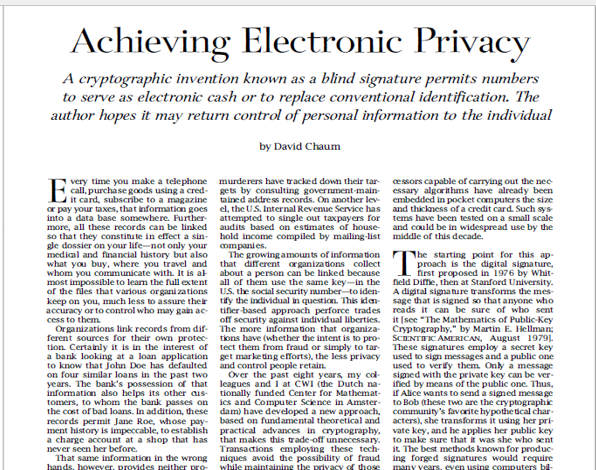 Achieving Electronic Privacy
A cryptographic invention known as a blind signature permits numbers
to serve as electronic cash or to replace conventional identification. The
author hopes it may return control of personal information to the individual
by David Chaum
Every time you make a telephone
call, purchase goods using a cred-
it card, subscribe to a magazine
or pay your taxes, that information goes
into a data base somewhere. Further-
more, all these records can be linked
so that they constitute in effect a sin-
gle dossier on your life—not only your
medical and financial history but also
what you buy, where you travel and
whom you communicate with. It is al-
most impossible to learn the full extent
of the files that various organizations
keep on you, much less to assure their
accuracy or to control who may gain ac-
cess to them.
Organizations link records from dif-
ferent sources for their own protec-
tion. Certainly it is in the interest of
a bank looking at a loan application
to know that John Doe has defaulted
on four similar loans in the past two
years. The bank's possession of that
information also helps its other cus-
tomers, to whom the bank passes on
the cost of bad loans. In addition, these
records permit Jane Roe, whose pay-
ment history is impeccable, to establish
a charge account at a shop that has
never seen her before.
That same information in the wrong
hands, however, provides neither pro-
murderers have tracked down their tar-
gets by consulting government-main-
tained address records. On another lev-
el, the U.S. Internal Revenue Service has
attempted to single out taxpayers for
audits based on estimates of house-
hold income compiled by mailing-list
companies.
The growing amounts of information
that different organizations collect
about a person can be linked because
all of them use the same key—in the
U.S. the social security number—to iden-
tify the individual in question. This iden-
tifier-based approach perforce trades
off security against individual liberties.
The more information that organiza-
tions have (whether the intent is to pro-
tect them from fraud or simply to tar-
get marketing efforts), the less privacy
and control people retain.
Over the past eight years, my col-
leagues and I at CWI (the Dutch na-
tionally funded Center for Mathemat-
ics and Computer Science in Amster-
dam) have developed a new approach,
based on fundamental theoretical and
practical advances in cryptography,
that makes this trade-off unnecessary.
Transactions employing these tech-
niques avoid the possibility of fraud
while maintaining the privacy of those
cessors capable of carrying out the nec-
essary algorithms have already been
embedded in pocket computers the size
and thickness of a credit card. Such sys-
tems have been tested on a small scale
and could be in widespread use by the
middle of this decade.
The starting point for this ap-
proach is the digital signature,
first proposed in 1976 by Whit-
field Diffie, then at Stanford University.
A digital signature transforms the mes-
sage that is signed so that anyone who
reads it can be sure of who sent
it [see "The Mathematics of Public-Key
Cryptography," by Martin E. Hellman;
SCIENTIFIC AMERICAN, August 1979].
These signatures employ a secret key
used to sign messages and a public one
used to verify them. Only a message
signed with the private key can be ver-
ified by means of the public one. Thus,
if Alice wants to send a signed message
to Bob (these two are the cryptographic
community's favorite hypothetical char-
acters), she transforms it using her pri-
vate key, and he applies her public key
to make sure that it was she who sent
it. The best methods known for produc-
ing forged signatures would require
many years, even using computers bil-